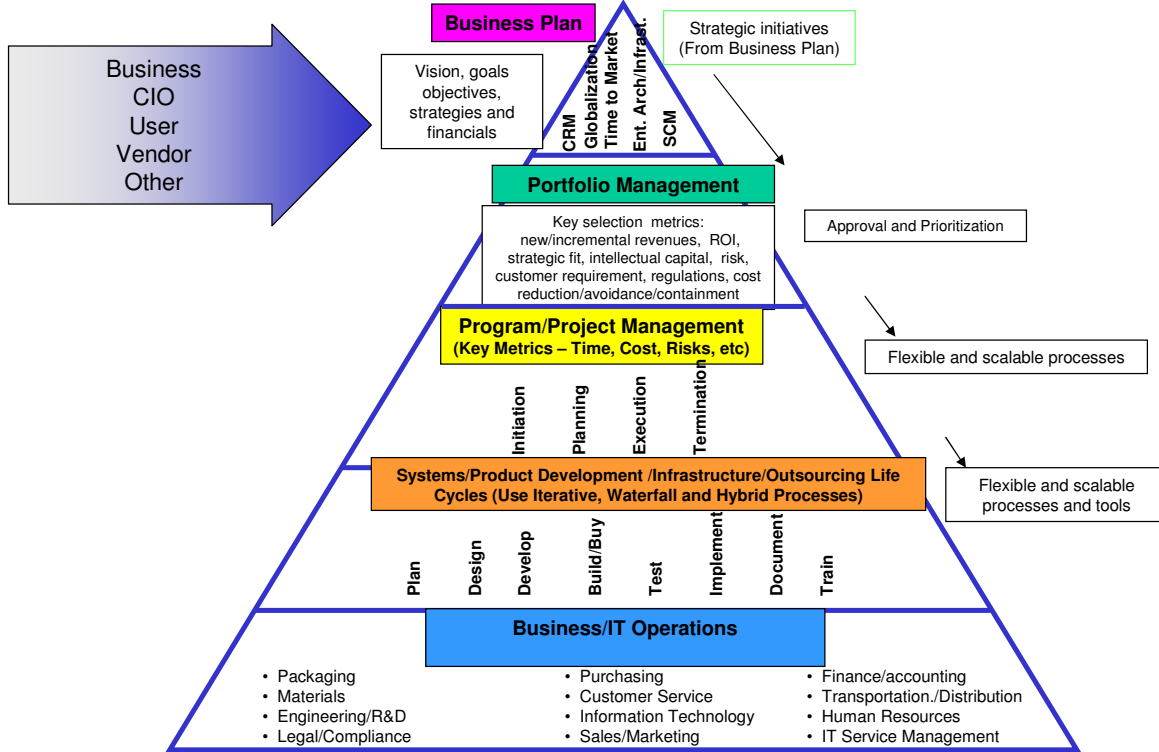 Business
CIO
User
Vendor
Other
Business Plan
Vision, goals
objectives,
strategies and
financials
CRM
Globalization
Time to Market
Ent. Arch/Infrast.
SCM
Strategic initiatives
(From Business Plan)
Portfolio Management
Key selection metrics:
new/incremental revenues, ROI,
strategic fit, intellectual capital, risk,
customer requirement, regulations, cost
reduction/avoidance/containment
Approval and Prioritization
Program/Project Management
(Key Metrics – Time, Cost, Risks, etc)
Flexible and scalable processes
Initiation
Planning
Execution
Termination
Systems/Product Development /Infrastructure/Outsourcing Life
Cycles (Use Iterative, Waterfall and Hybrid Processes)
Flexible and scalable
processes and tools
Plan
Design
Develop
Build/Buy
Test
Implement
Document
Train
Business/IT Operations
• Packaging
• Materials
• Engineering/R&D
• Legal/Compliance
• Purchasing
• Customer Service
• Information Technology
• Sales/Marketing
• Finance/accounting
• Transportation./Distribution
• Human Resources
• IT Service Management